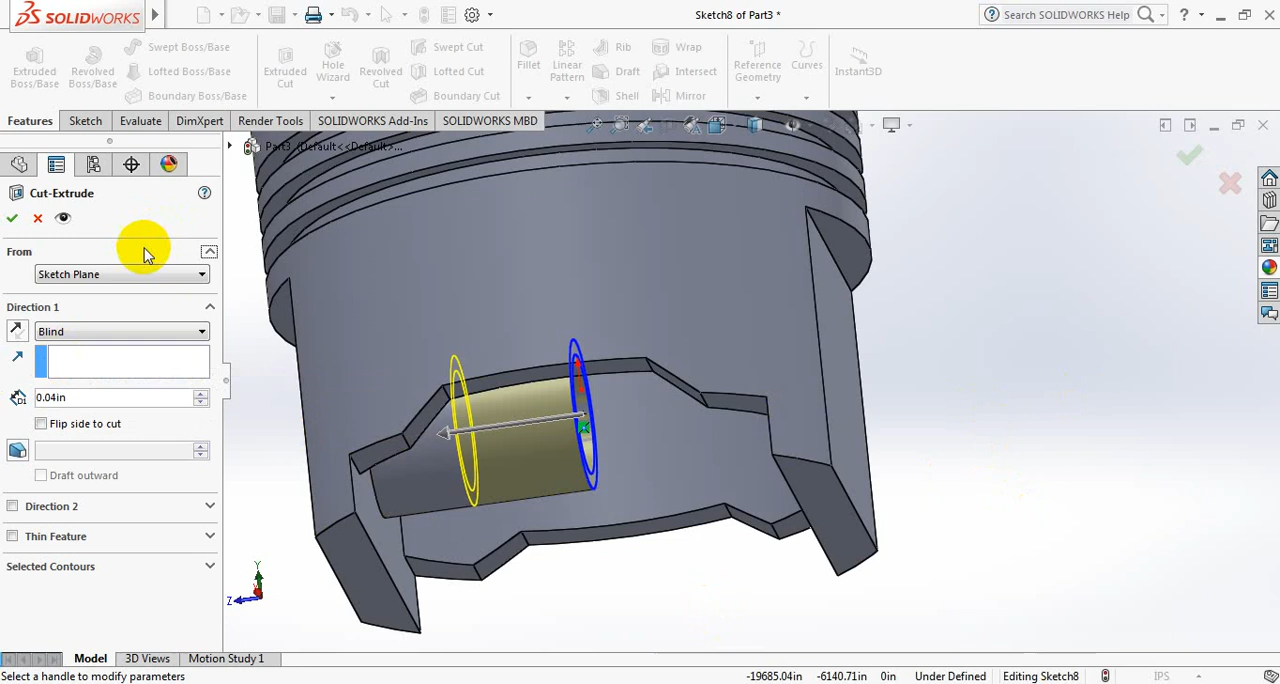 SOLIDWORKS
Sketch8 of Part3 *
Search SOLIDWORKS Help
Extruded Boss/Base
Revolved Boss/Base
Swept Boss/Base
Lofted Boss/Base
Boundary Boss/Base
Extruded Cut
Hole Wizard
Revolved Cut
Swept Cut
Lofted Cut
Boundary Cut
Fillet
Linear Pattern
Rib
Draft
Shell
Wrap
Intersect
Mirror
Reference Geometry
Curves
Instant3D
Features
Sketch
Evaluate
DimXpert
Render Tools
SOLIDWORKS Add-Ins
SOLIDWORKS MBD
Part3 (Default<<Default>...
Cut-Extrude
From
Sketch Plane
Direction 1
Blind
D1
0.04in
Flip side to cut
Draft outward
Direction 2
Thin Feature
Selected Contours
Y
Z
Model
3D Views
Motion Study 1
Select a handle to modify parameters
-19685.04in
-6140.71in
0in
Under Defined
Editing Sketch8
IPS